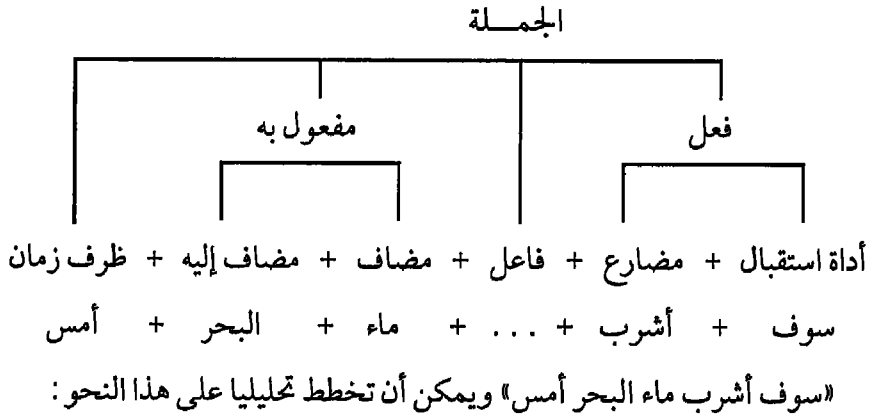 الجملة
فعل مفعول به
أداة استقبال + مضارع + فاعل + مضاف + مضاف إليه + ظرف زمان
سوف + أشرب + ... + ماء + البحر + أمس
«سوف أشرب ماء البحر أمس» ويمكن أن تخطط تحليليا على هذا النحو :